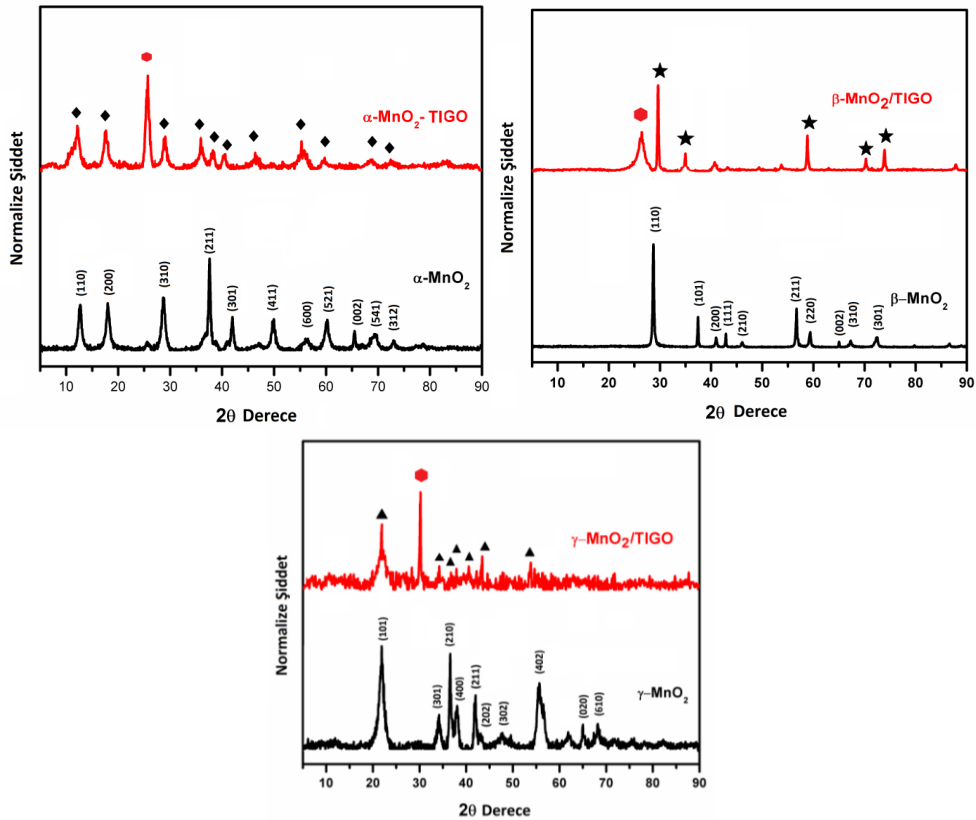 α-MnO2- TIGO
(110)
(200)
(310)
(211)
(301)
(411)
(600)
(521)
(002)
(541)
(312)
α-MnO2
Normalize Şiddet
10 20 30 40 50 60 70 80 90
2θ Derece
β-MnO2/TIGO
(110)
(101)
(200)
(111)
(210)
(211)
(220)
(002)
(310)
(301)
β–MnO2
Normalize Şiddet
10 20 30 40 50 60 70 80 90
2θ Derece
γ–MnO2/TIGO
(101)
(301)
(210)
(400)
(211)
(202)
(302)
(402)
(020)
(610)
γ–MnO2
Normalize Şiddet
10 20 30 40 50 60 70 80 90
2θ Derece